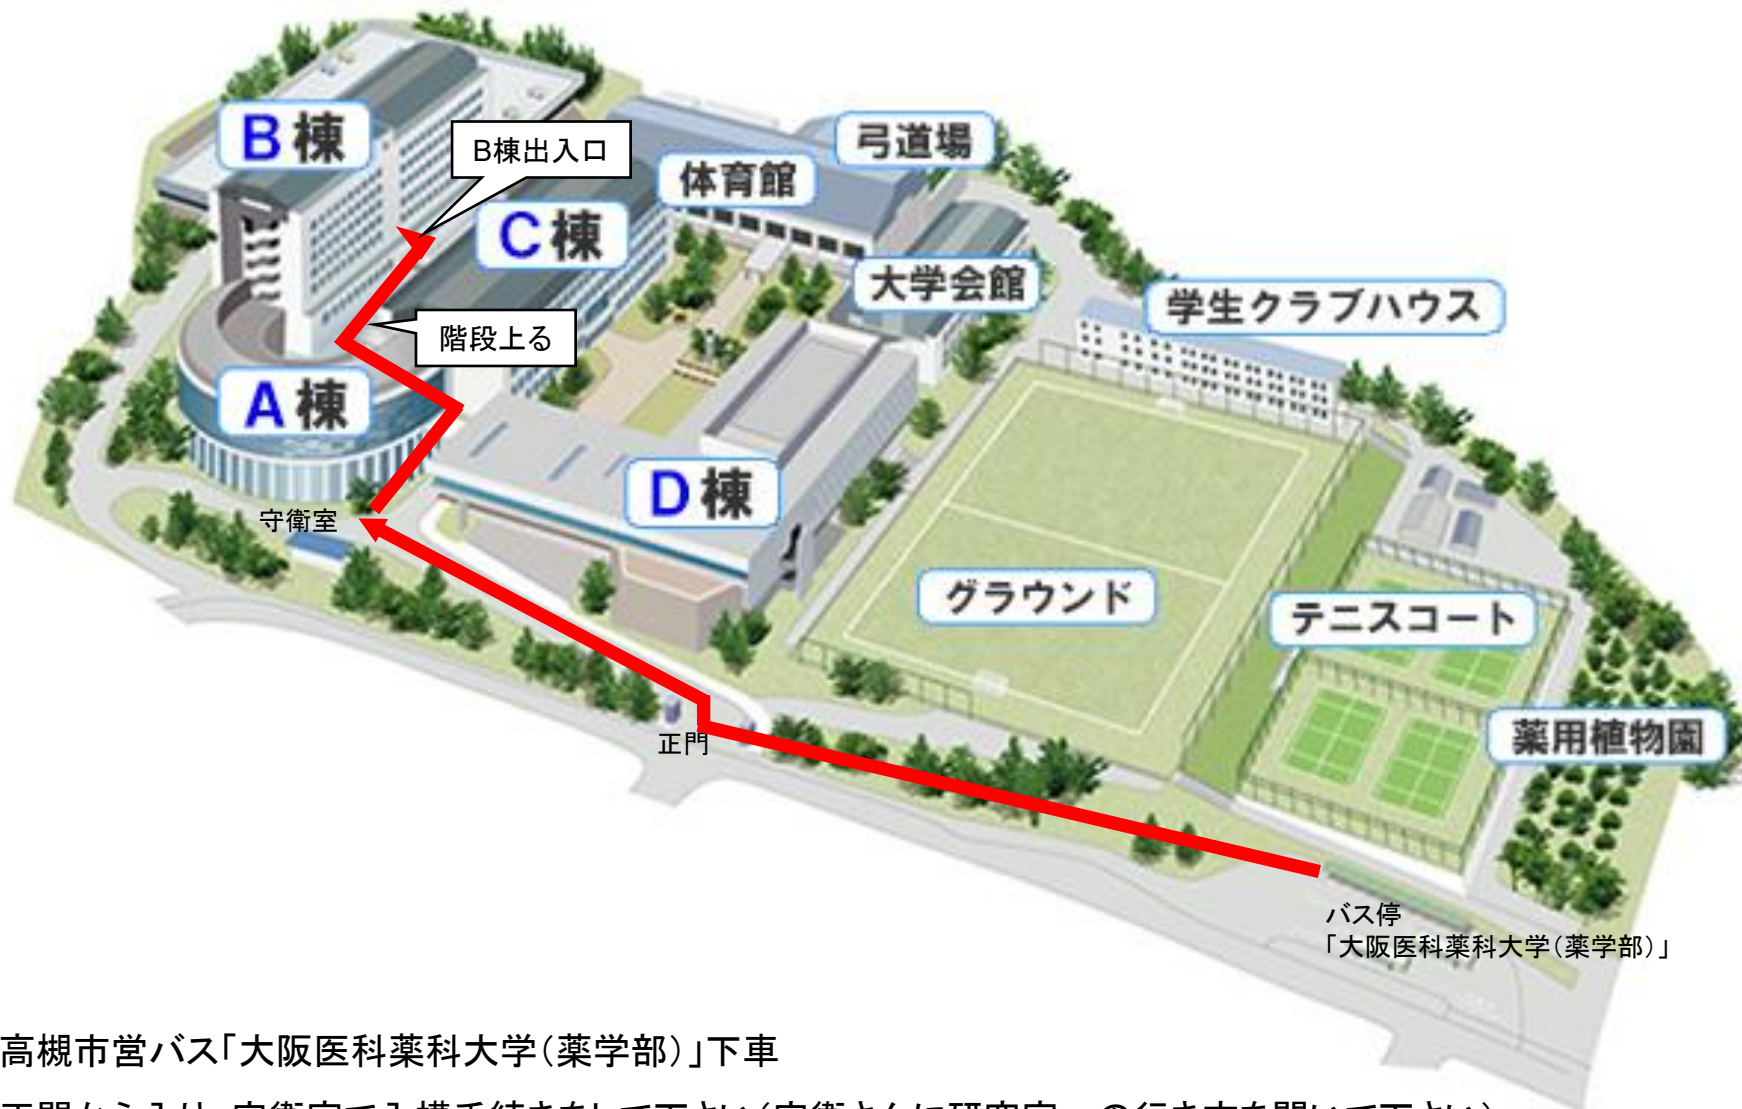 B棟
B棟出入口
弓道場
体育館
C棟
大学会館
学生クラブハウス
階段上る
A棟
D棟
守衛室
グラウンド
テニスコート
正門
薬用植物園
バス停
「大阪医科薬科大学(薬学部)」
高槻市営バス「大阪医科薬科大学(薬学部)」下車